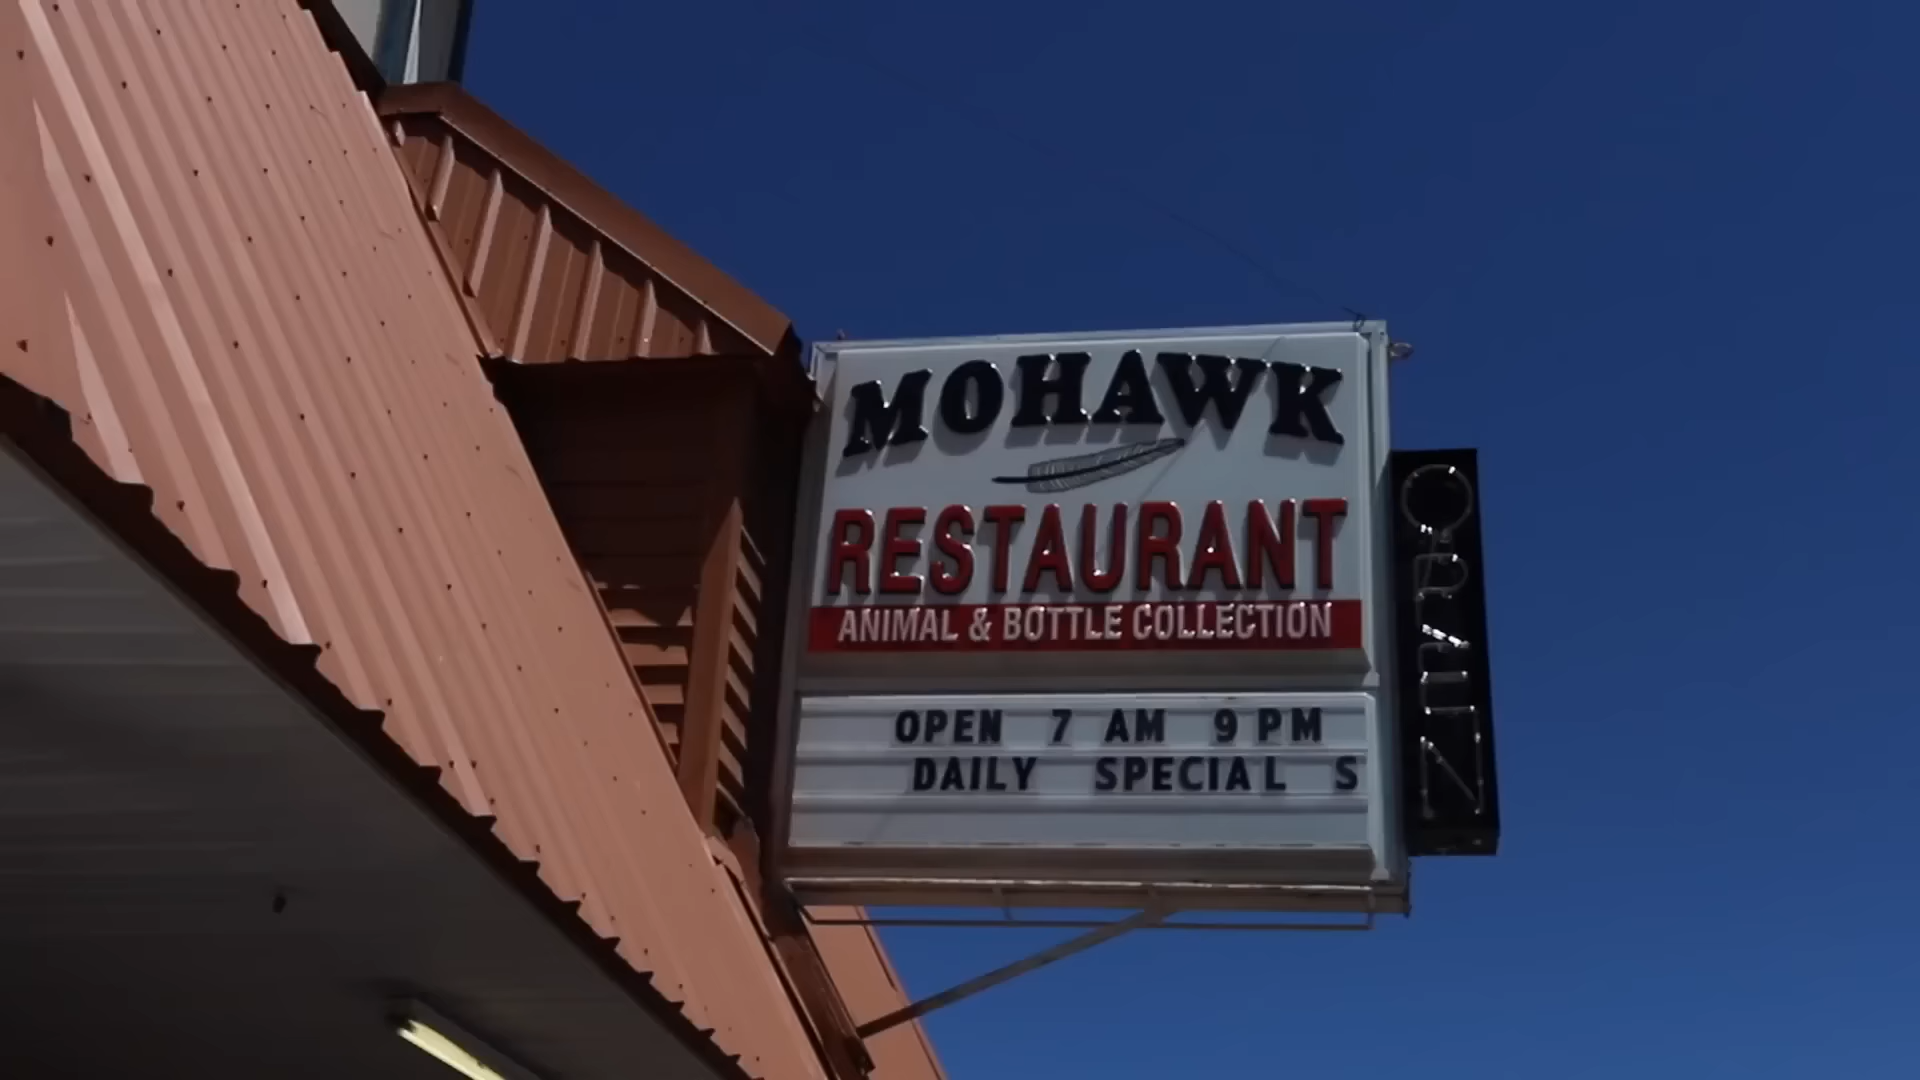 MOHAWK
RESTAURANT
ANIMAL & BOTTLE COLLECTION
OPEN 7 AM 9 PM
DAILY SPECIAL S
OPEN